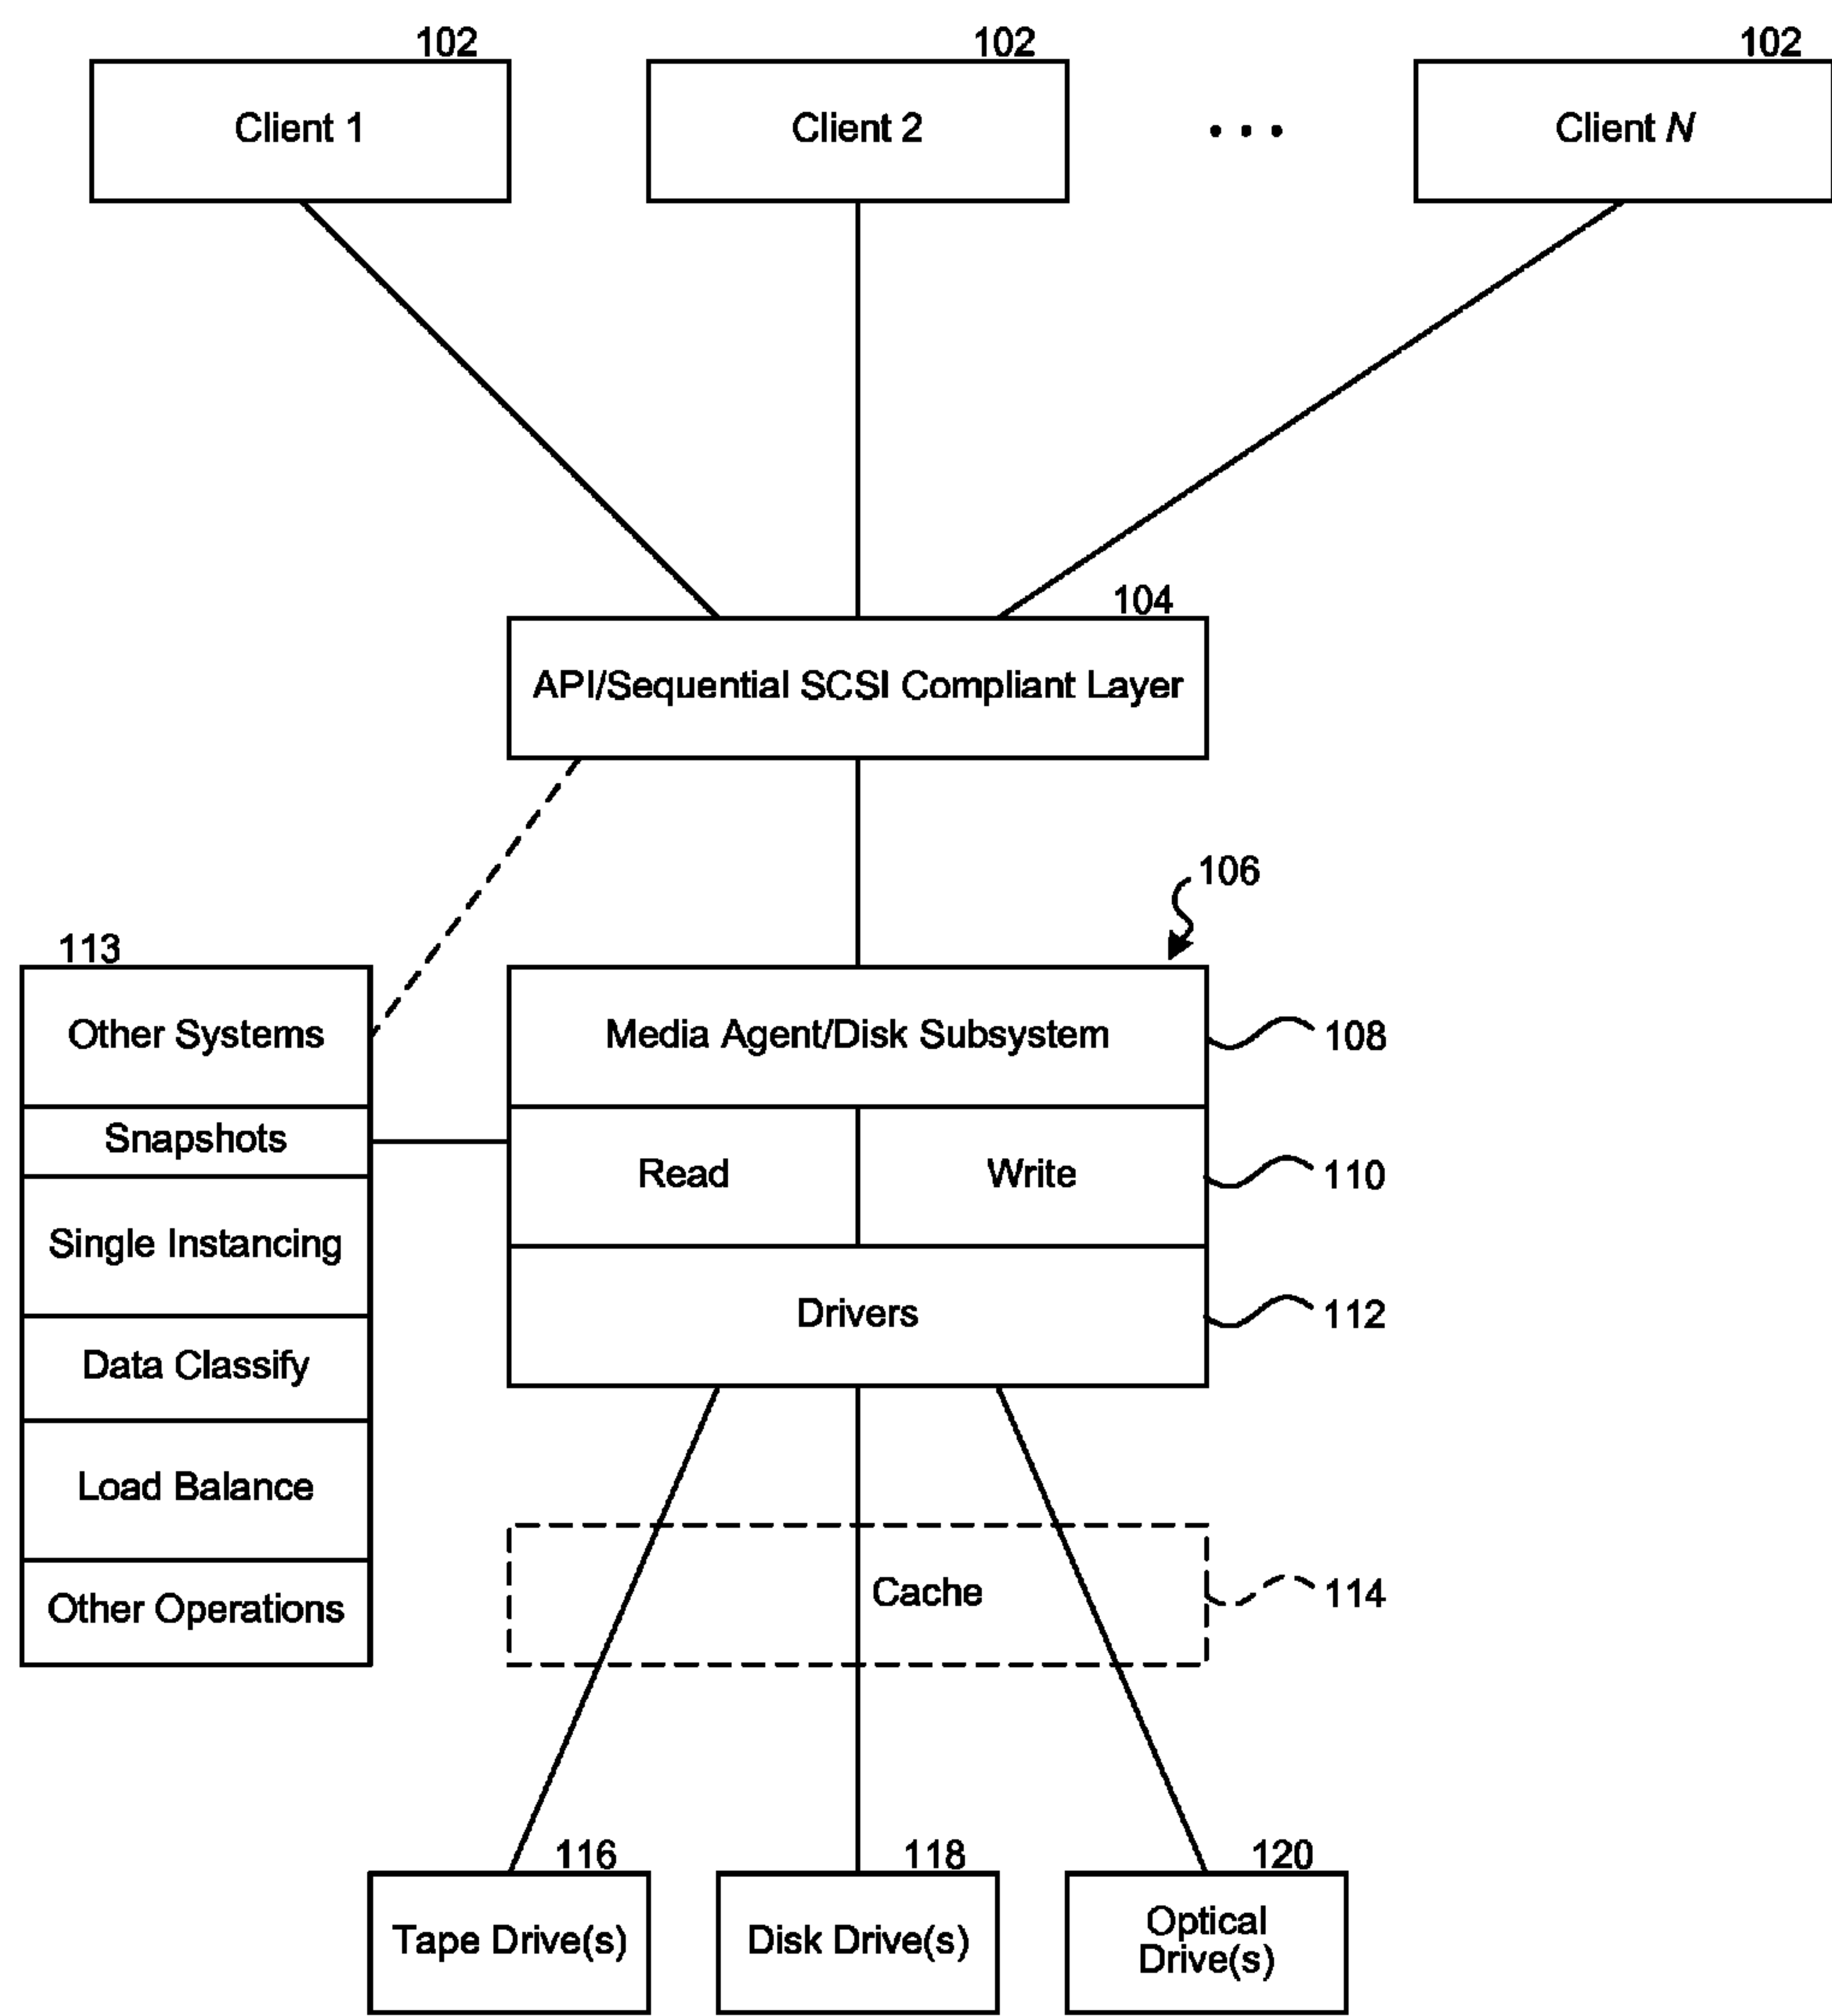 102
102
102
Client 1
Client 2
• • •
Client N
104
API/Sequential SCSI Compliant Layer
106
113
Other Systems
Media Agent/Disk Subsystem
108
Snapshots
Read
Write
110
Single Instancing
Drivers
112
Data Classify
Load Balance
Cache
114
Other Operations
116
118
120
Tape Drive(s)
Disk Drive(s)
Optical
Drive(s)